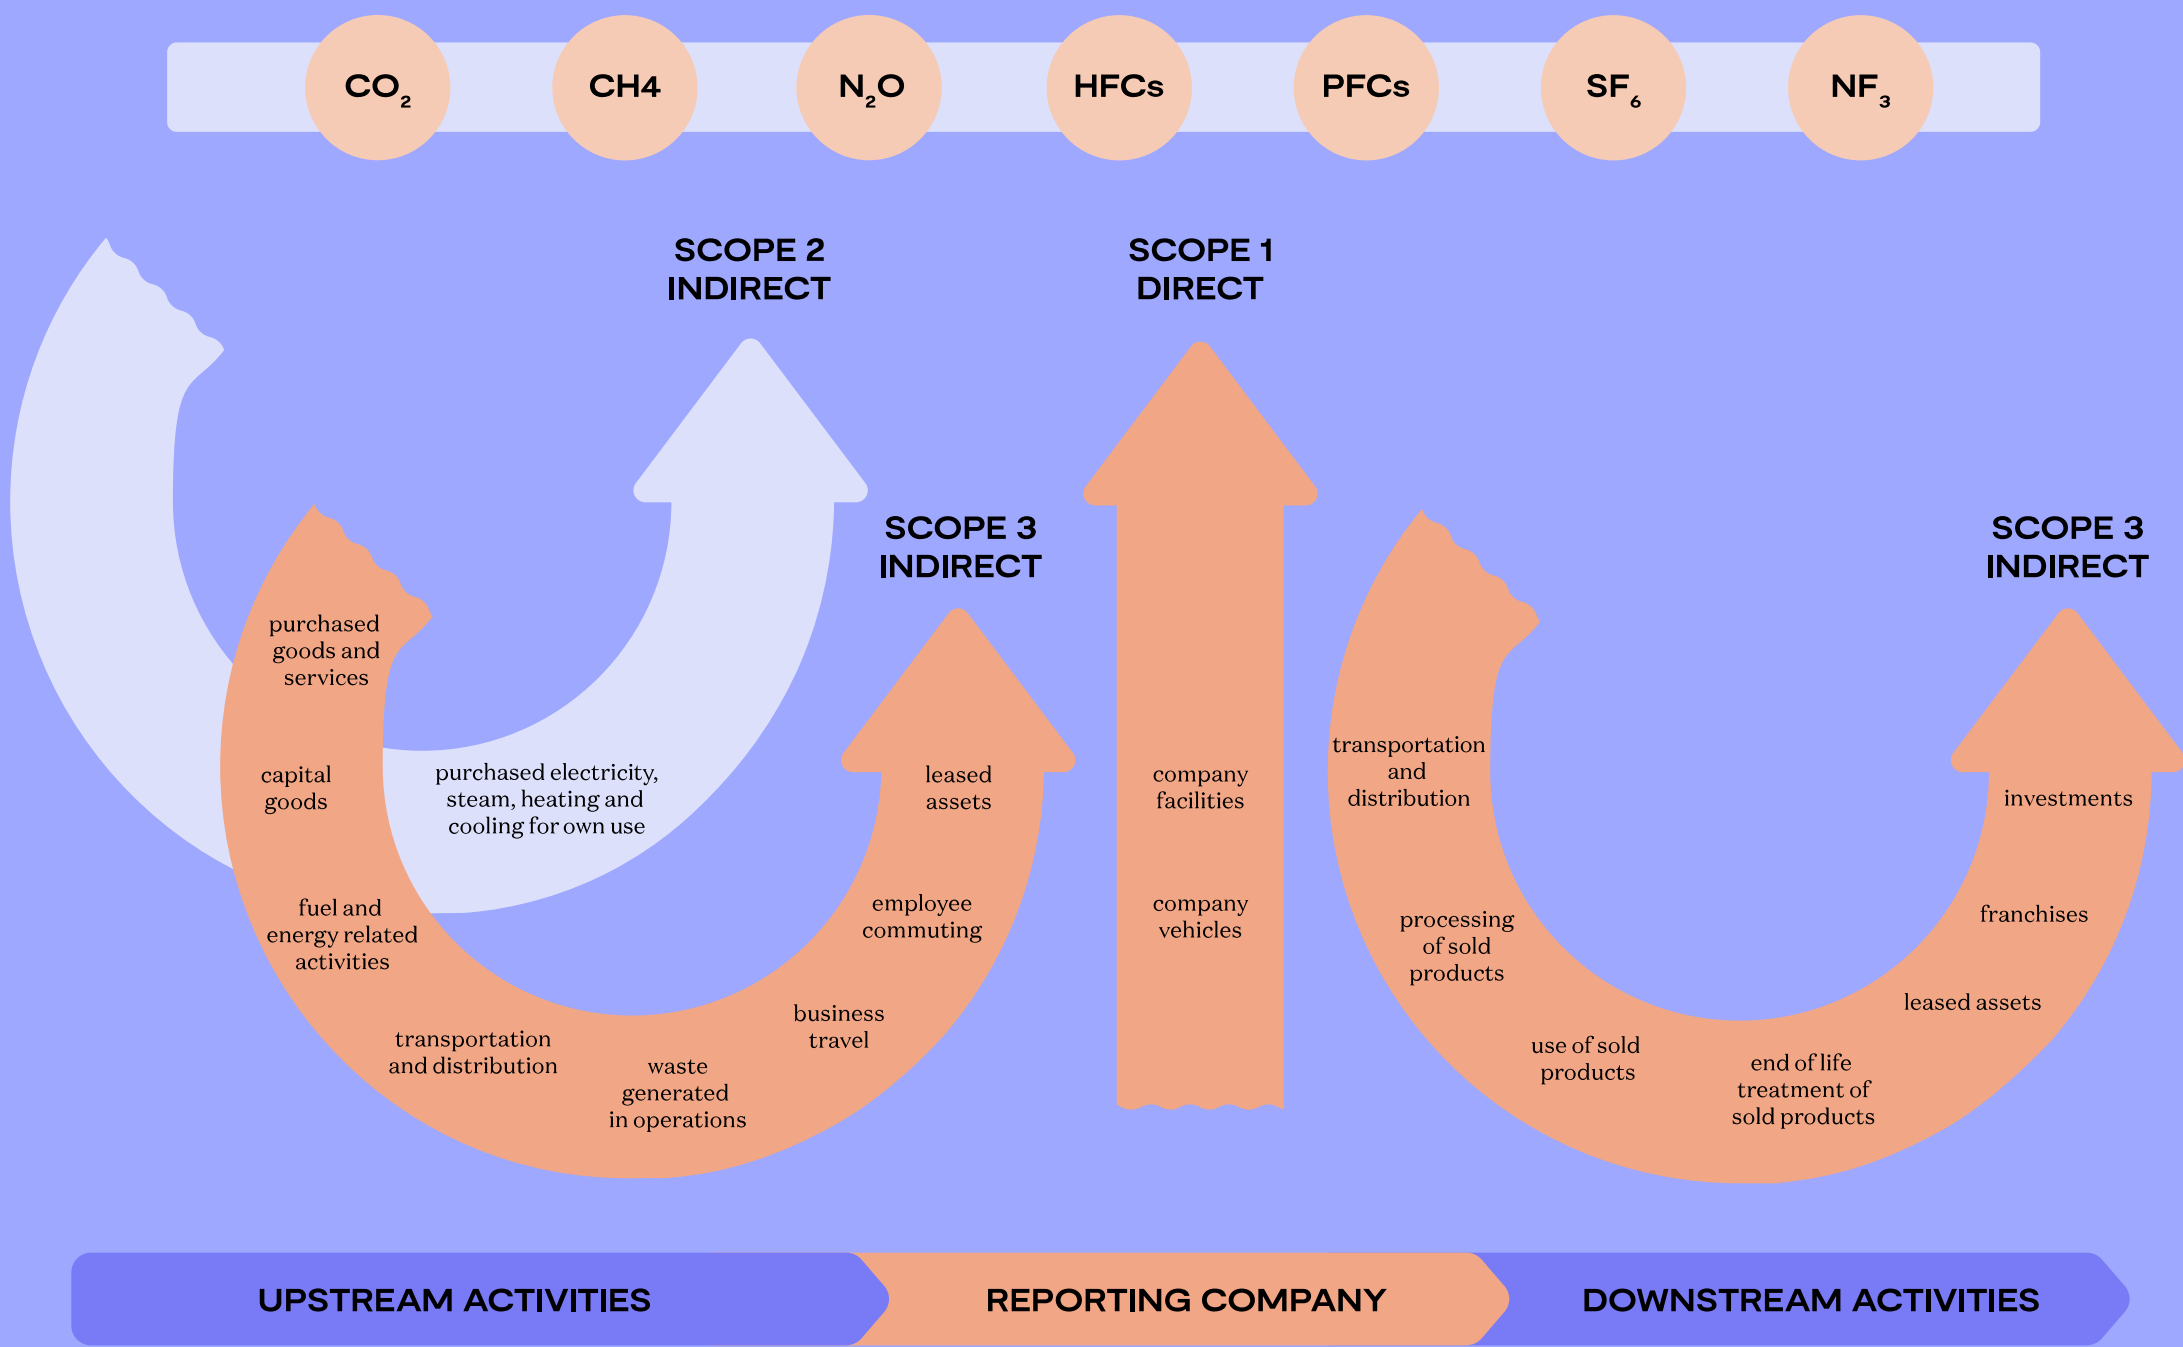 CO₂
CH4
N₂O
HFCs
PFCs
SF₆
NF₃
SCOPE 2
INDIRECT
purchased electricity,
steam, heating and
cooling for own use
SCOPE 3
INDIRECT
purchased
goods and
services
capital
goods
fuel and
energy related
activities
transportation
and distribution
waste
generated
in operations
business
travel
employee
commuting
leased
assets
SCOPE 1
DIRECT
company
facilities
company
vehicles
SCOPE 3
INDIRECT
transportation
and
distribution
processing
of sold
products
use of sold
products
end of life
treatment of
sold products
leased assets
franchises
investments
UPSTREAM ACTIVITIES
REPORTING COMPANY
DOWNSTREAM ACTIVITIES